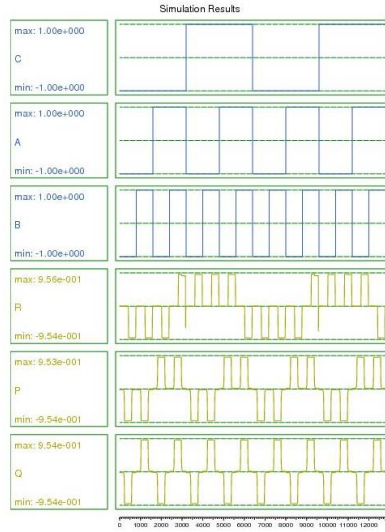 Simulation Results
max: 1.00e+000
C
min: -1.00e+000
max: 1.00e+000
A
min: -1.00e+000
max: 1.00e+000
B
min: -1.00e+000
max: 9.56e-001
R
min: -9.54e-001
max: 9.53e-001
P
min: -9.54e-001
max: 9.54e-001
Q
min: -9.54e-001
0 1000 2000 3000 4000 5000 6000 7000 8000 9000 10000 11000 12000